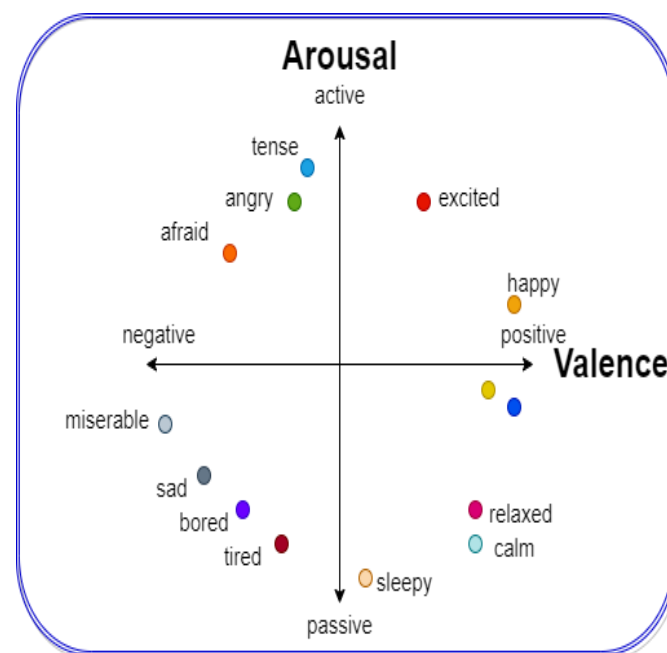 Arousal
active
tense
angry
excited
afraid
happy
negative
positive
Valence
miserable
sad
relaxed
bored
calm
tired
sleepy
passive